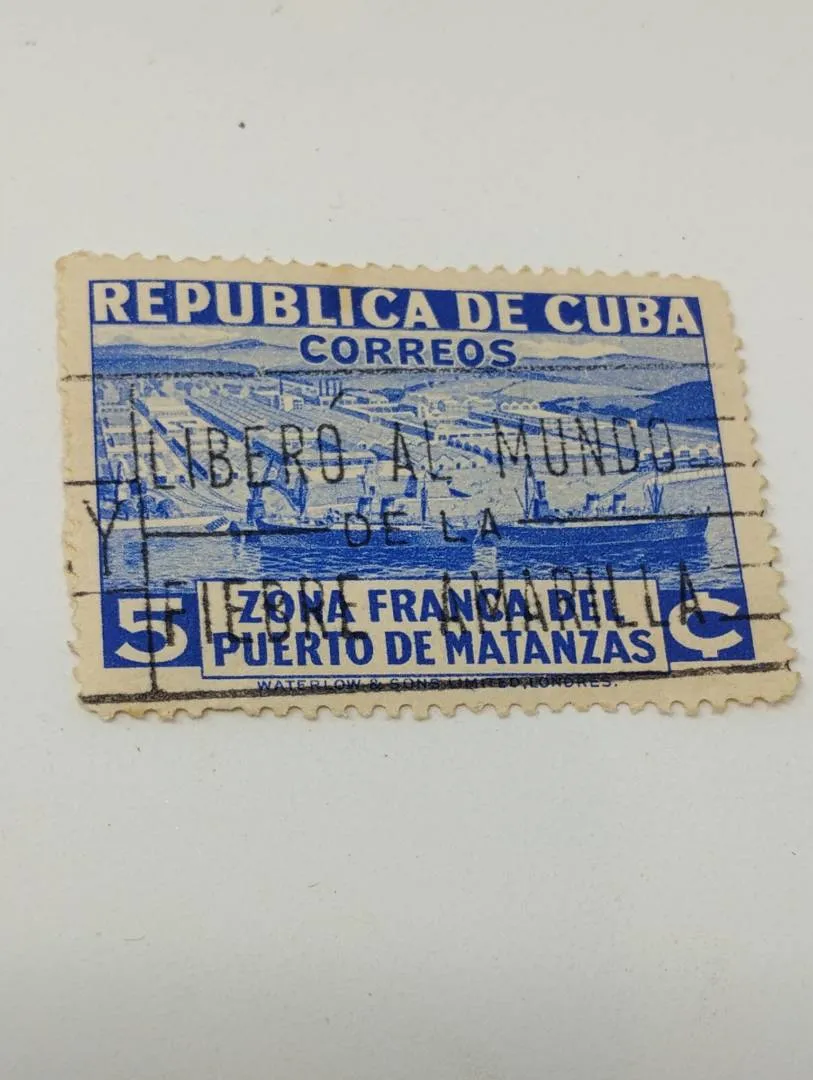 REPUBLICA DE CUBA
CORREOS
LIBERÓ AL MUNDO
Y
DE LA
FIEBRE AMARILLA
5 ¢
ZONA FRANCA DEL
PUERTO DE MATANZAS
WATERLOW & SONS LIMITED, LONDRES.